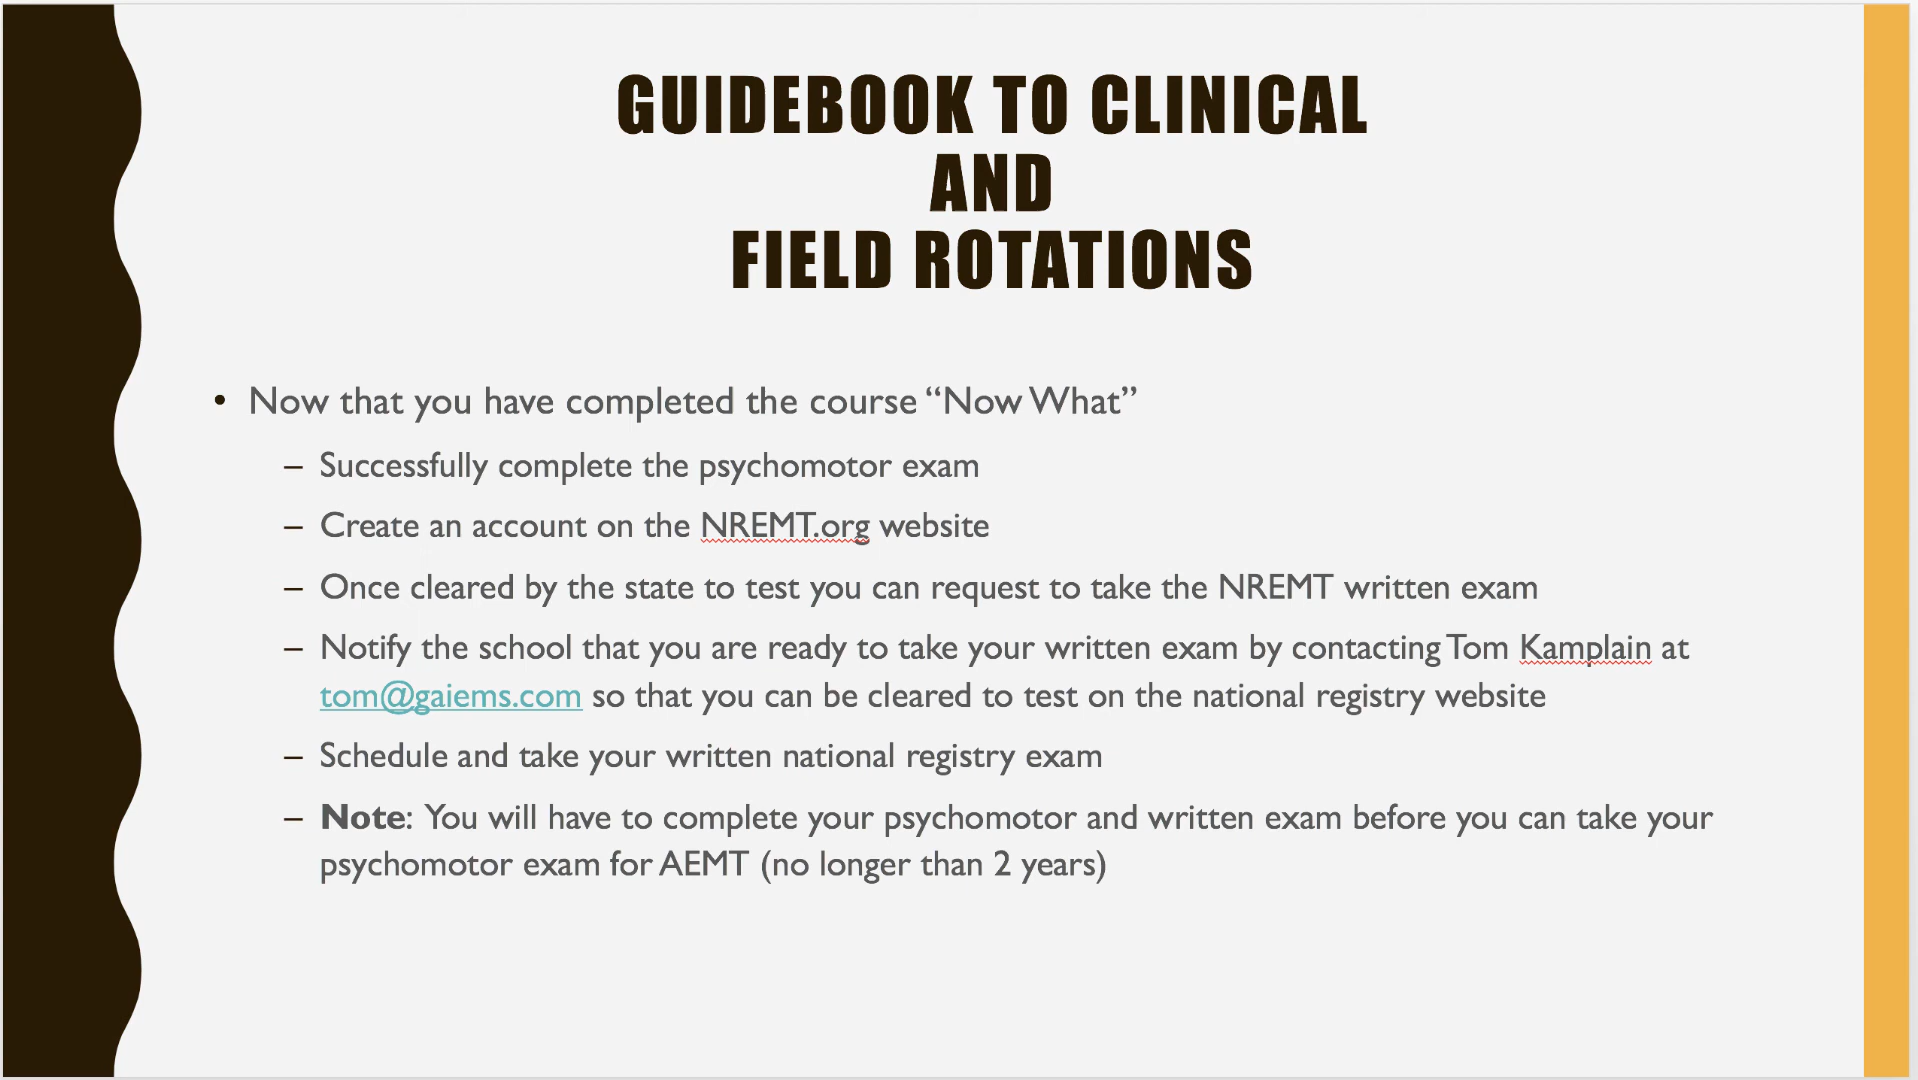 GUIDEBOOK TO CLINICAL
AND
FIELD ROTATIONS
• Now that you have completed the course “Now What”
– Successfully complete the psychomotor exam
– Create an account on the NREMT.org website
– Once cleared by the state to test you can request to take the NREMT written exam
– Notify the school that you are ready to take your written exam by contacting Tom Kamplain at
tom@gaiems.com so that you can be cleared to test on the national registry website
– Schedule and take your written national registry exam
– Note: You will have to complete your psychomotor and written exam before you can take your
psychomotor exam for AEMT (no longer than 2 years)